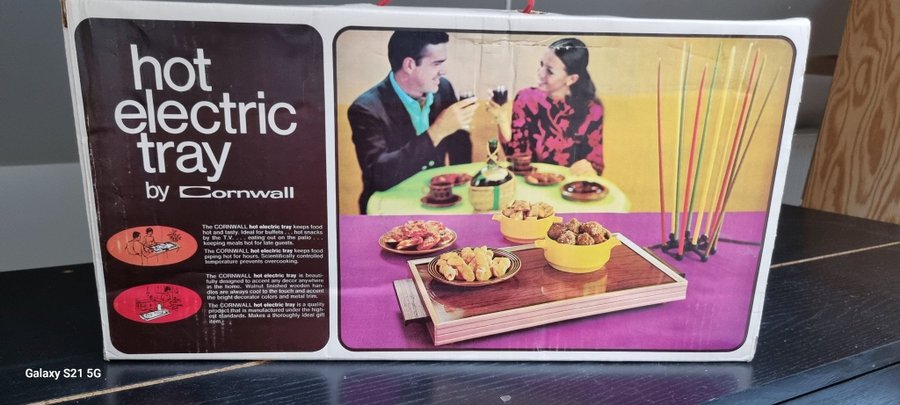 hot
electric
tray
by Cornwall
The CORNWALL hot electric tray keeps food
hot and tasty. Ideal for buffets . . . hot snacks
by the T.V. . . . eating out on the patio . . .
keeping meals hot for late guests.
The CORNWALL hot electric tray keeps food
piping hot for hours. Scientifically controlled
temperature prevents overcooking.
The CORNWALL hot electric tray is beauti-
fully designed to accent any decor anywhere
in the home. Walnut finished wooden han-
dles are always cool to the touch and accent
the bright decorator colors and metal trim.
The CORNWALL hot electric tray is a quality
product that is manufactured under the high-
est standards. Makes a thoroughly ideal gift
item.
Galaxy S21 5G